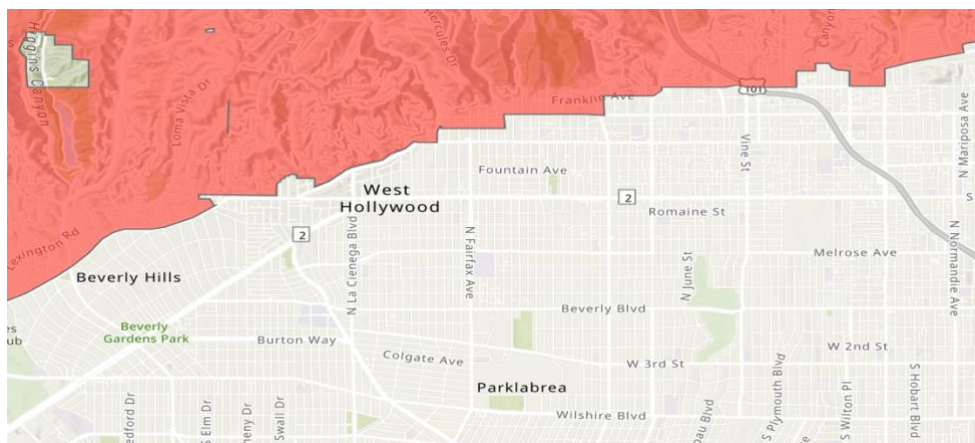 Higgins Canyon
Loma Vista Dr
Hercules Dr
Canyon
Franklin Ave
101
Vine St
N Mariposa Ave
Fountain Ave
West
Hollywood
2
Romaine St
2
N La Cienega Blvd
N Fairfax Ave
N June St
Melrose Ave
N Normandie Ave
Lexington Rd
Beverly Hills
Beverly
Gardens Park
Beverly Blvd
Burton Way
Colgate Ave
W 3rd St
W 2nd St
Parklabrea
Wilshire Blvd
S Elm Dr
Swall Dr
S Plymouth Blvd
S Wilton Pl
S Hobart Blvd